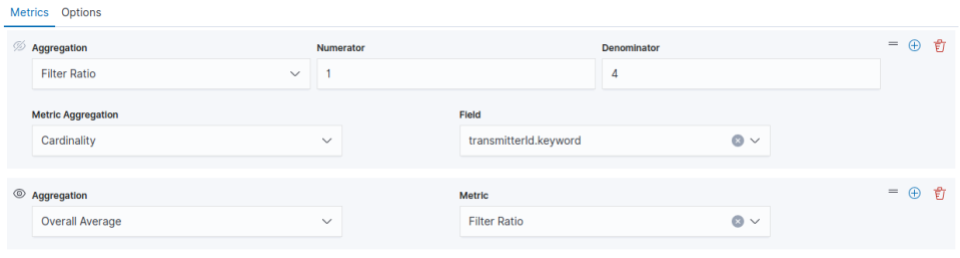 Metrics Options
Aggregation Numerator Denominator
Filter Ratio 1 4
Metric Aggregation Field
Cardinality transmitterId.keyword
Aggregation Metric
Overall Average Filter Ratio